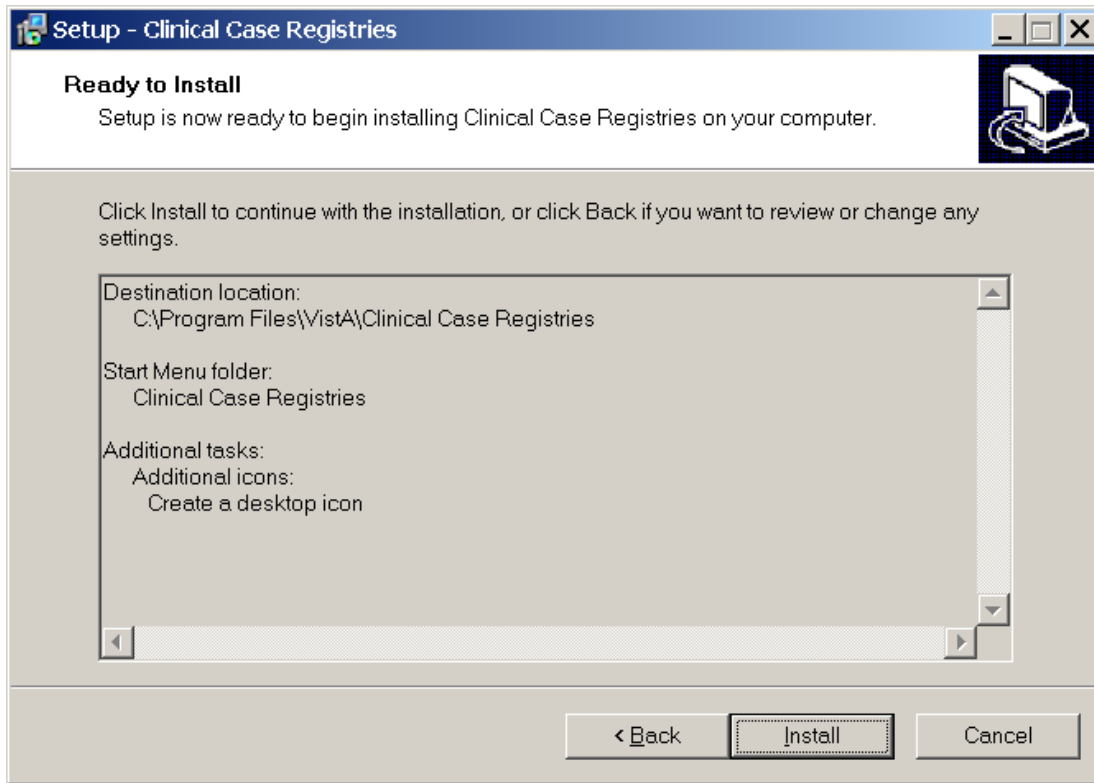 Setup - Clinical Case Registries
Ready to Install
Setup is now ready to begin installing Clinical Case Registries on your computer.
Click Install to continue with the installation, or click Back if you want to review or change any
settings.
Destination location:
C:\Program Files\VistA\Clinical Case Registries
Start Menu folder:
Clinical Case Registries
Additional tasks:
Additional icons:
Create a desktop icon
< Back
Install
Cancel